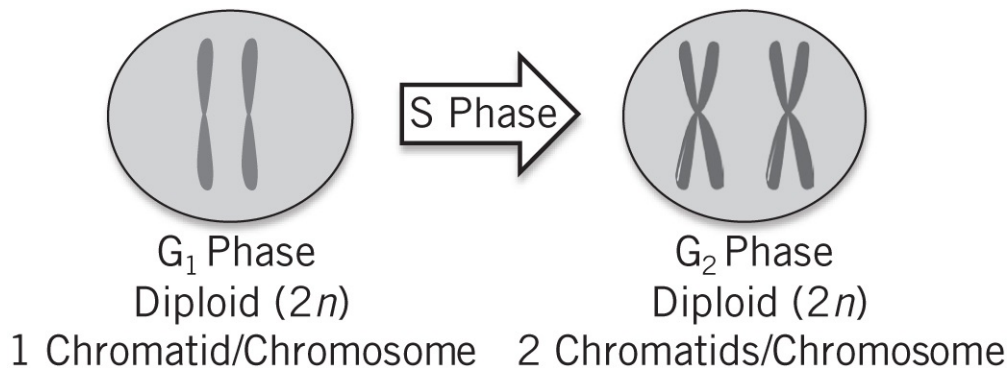 S Phase
G₁ Phase
Diploid (2n)
1 Chromatid/Chromosome
G₂ Phase
Diploid (2n)
2 Chromatids/Chromosome